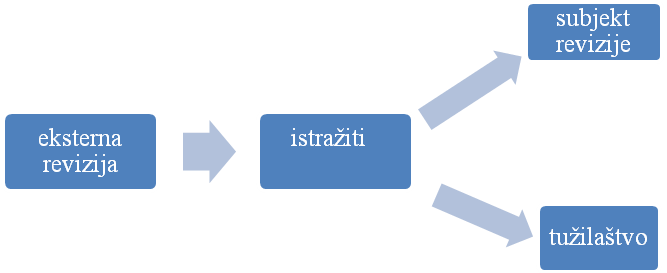 eksterna
revizija
istražiti
subjekt
revizije
tužilaštvo